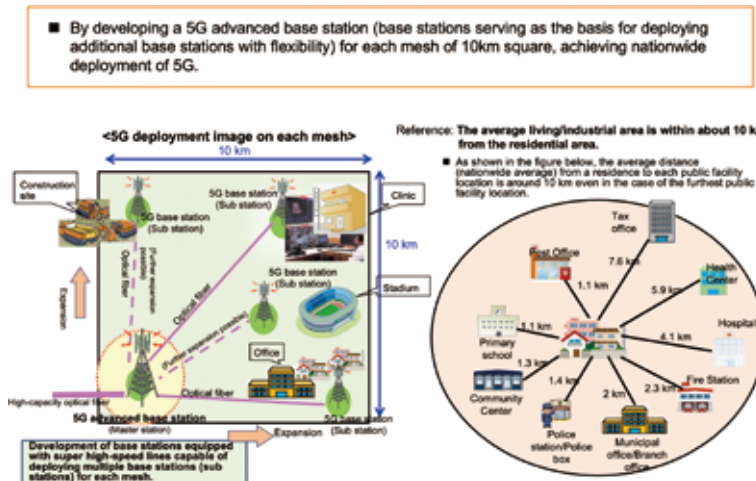 ■ By developing a 5G advanced base station (base stations serving as the basis for deploying
additional base stations with flexibility) for each mesh of 10km square, achieving nationwide
deployment of 5G.
<5G deployment image on each mesh>
10 km
Construction
site
5G base station
(Sub station)
5G base station
(Sub station)
Clinic
10 km
Optical fiber
(Further expansion
possible)
Optical fiber
5G base station
(Sub station)
Stadium
Expansion
(Further expansion possible)
Office
Optical fiber
High-capacity optical fiber
5G advanced base station
(Master station)
5G base station
(Sub station)
Expansion
Development of base stations equipped
with super high-speed lines capable of
deploying multiple base stations (sub
stations) for each mesh.
Reference: The average living/industrial area is within about 10 k
from the residential area.
■ As shown in the figure below, the average distance
(nationwide average) from a residence to each public facility
location is around 10 km even in the case of the furthest public
facility location.
Tax
office
Post Office
7.6 km
Health
Center
1.1 km
5.9 km
Hospital
1.1 km
4.1 km
Primary
school
1.3 km
Fire Station
2.3 km
Community
Center
1.4 km
2 km
Police
station/Police
box
Municipal
office/Branch
office